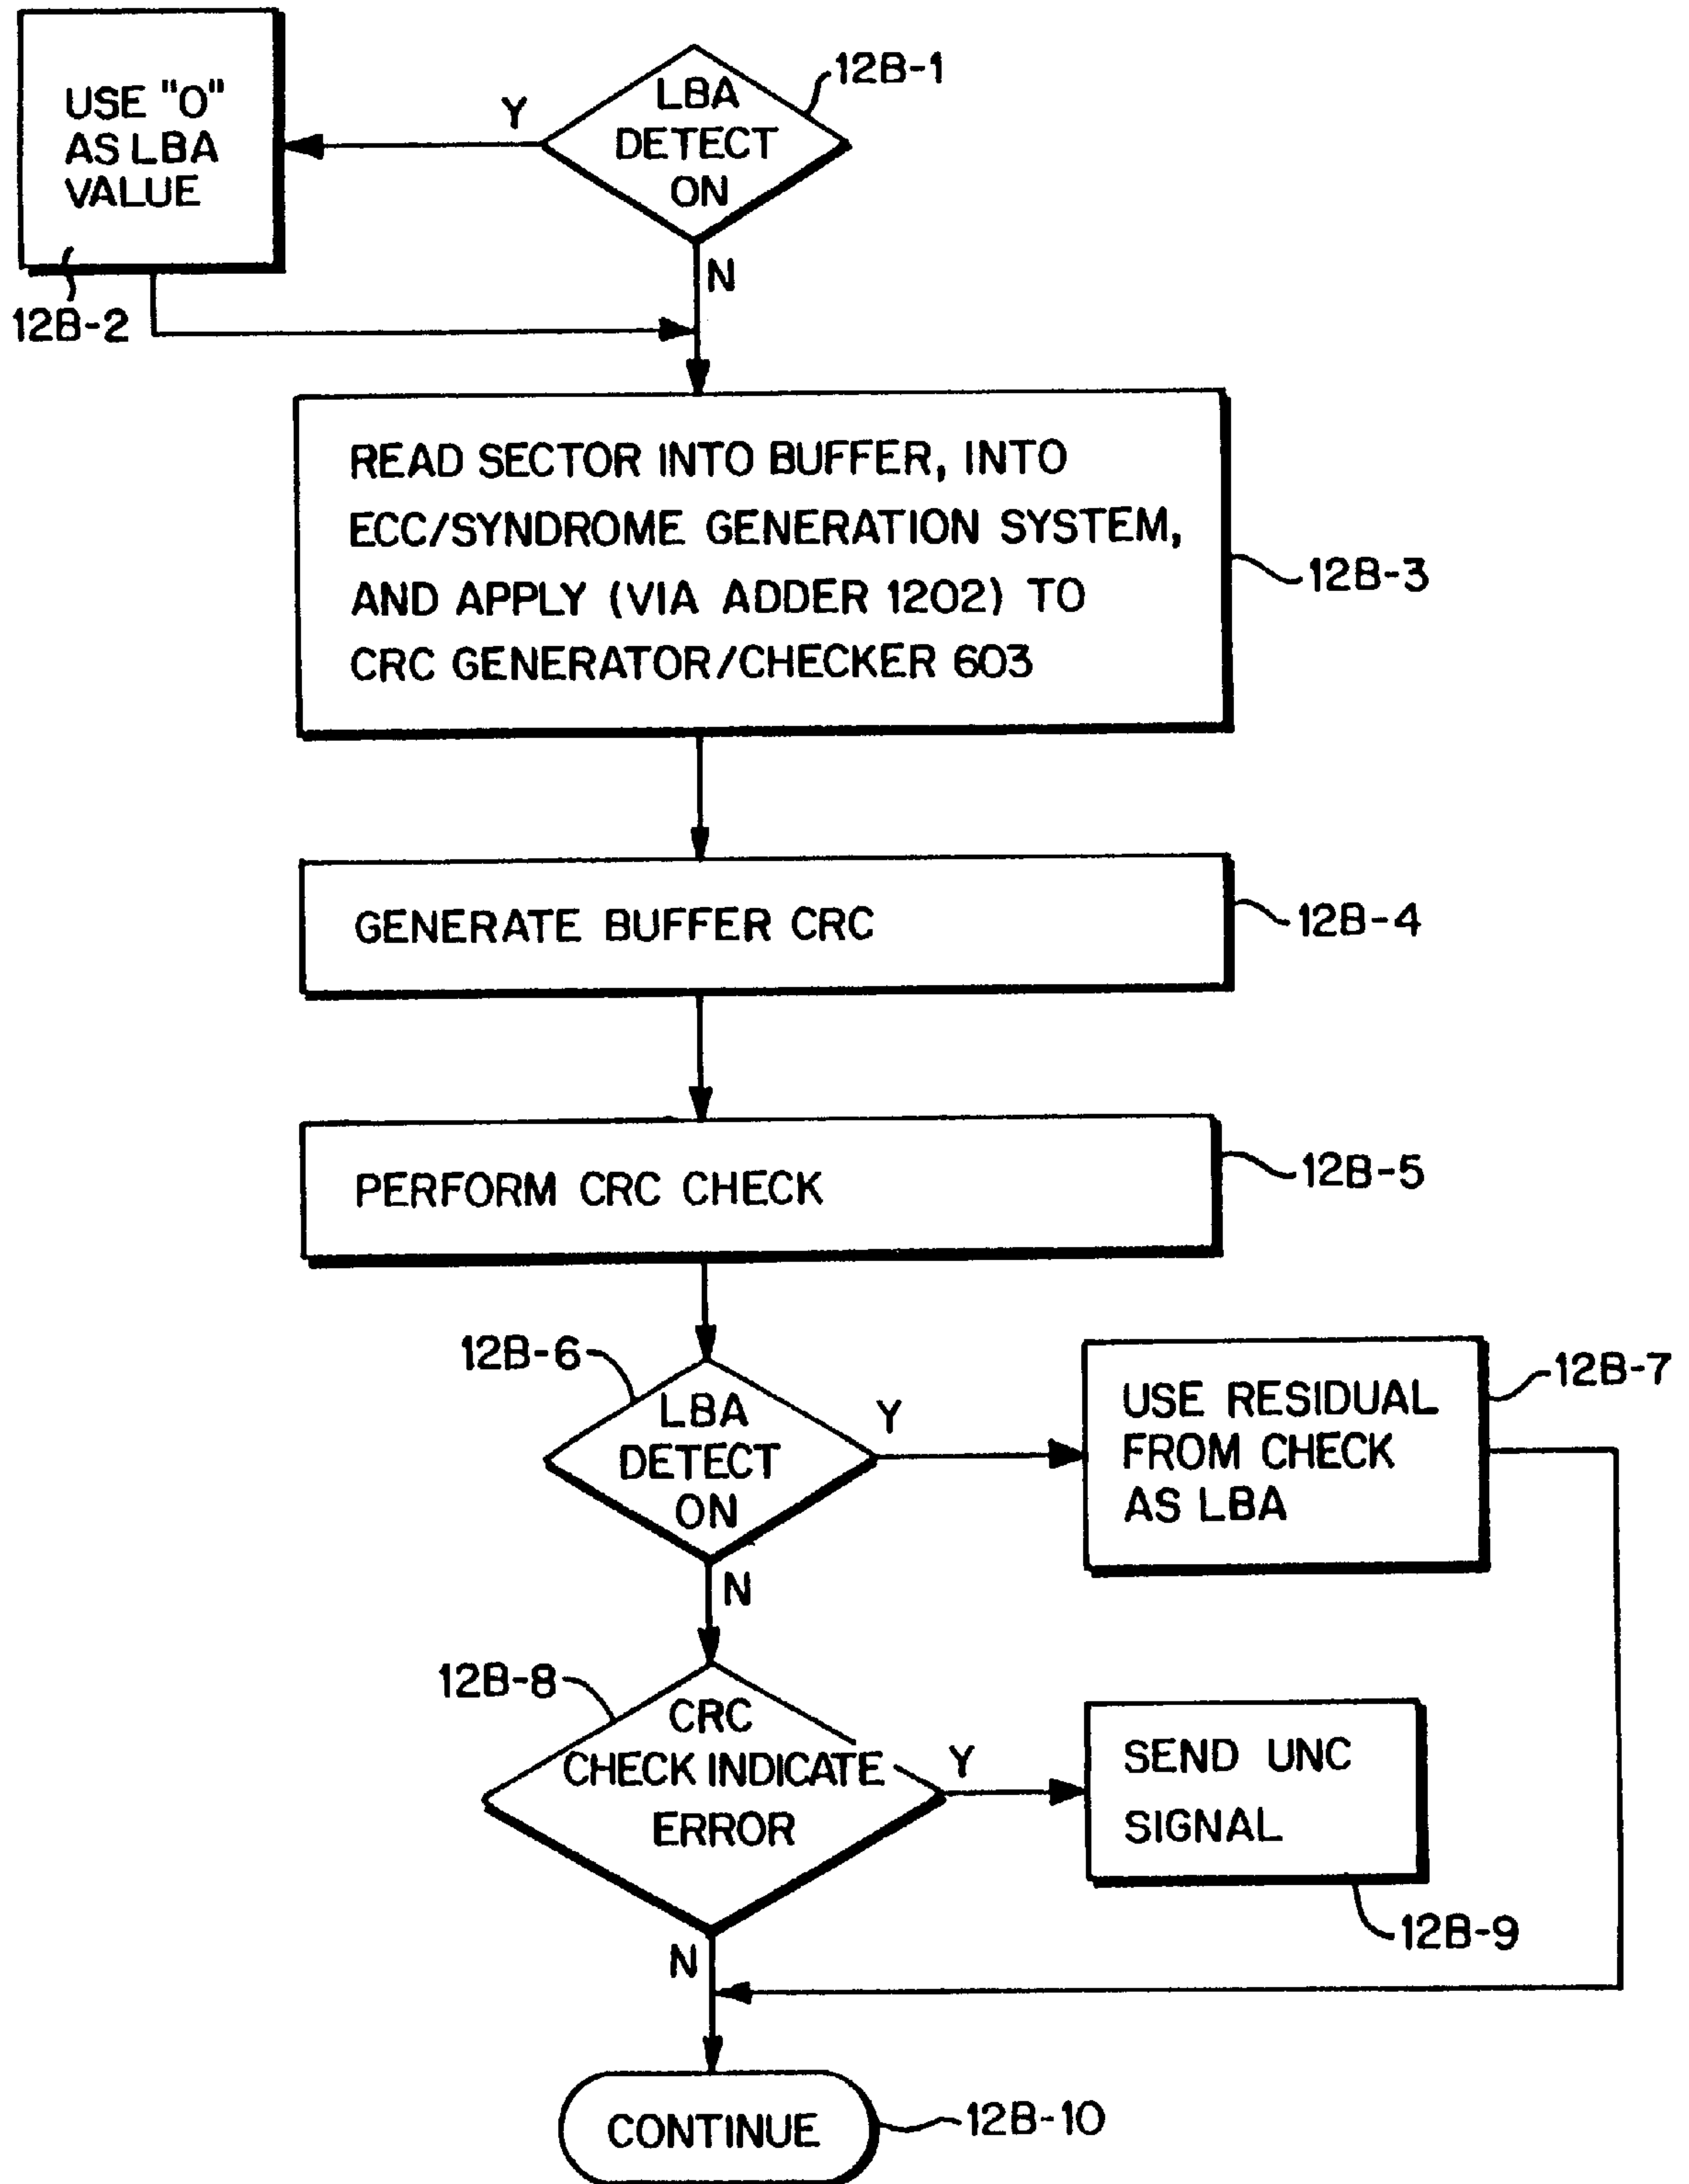 USE "0"
AS LBA
VALUE
12B-2
LBA
DETECT
ON
12B-1
Y
N
READ SECTOR INTO BUFFER, INTO
ECC/SYNDROME GENERATION SYSTEM,
AND APPLY (VIA ADDER 1202) TO
CRC GENERATOR/CHECKER 603
12B-3
GENERATE BUFFER CRC
12B-4
PERFORM CRC CHECK
12B-5
12B-6
LBA
DETECT
ON
Y
N
USE RESIDUAL
FROM CHECK
AS LBA
12B-7
12B-8
CRC
CHECK INDICATE
ERROR
Y
N
SEND UNC
SIGNAL
12B-9
CONTINUE
12B-10